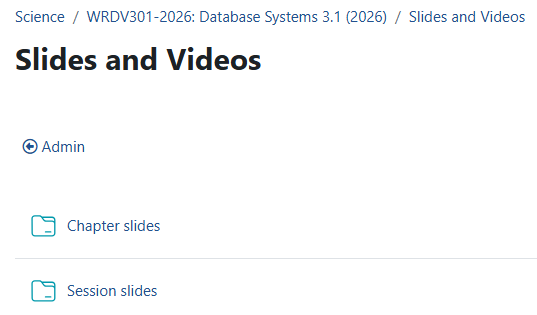 Science / WRDV301-2026: Database Systems 3.1 (2026) / Slides and Videos
Slides and Videos
Admin
Chapter slides
Session slides